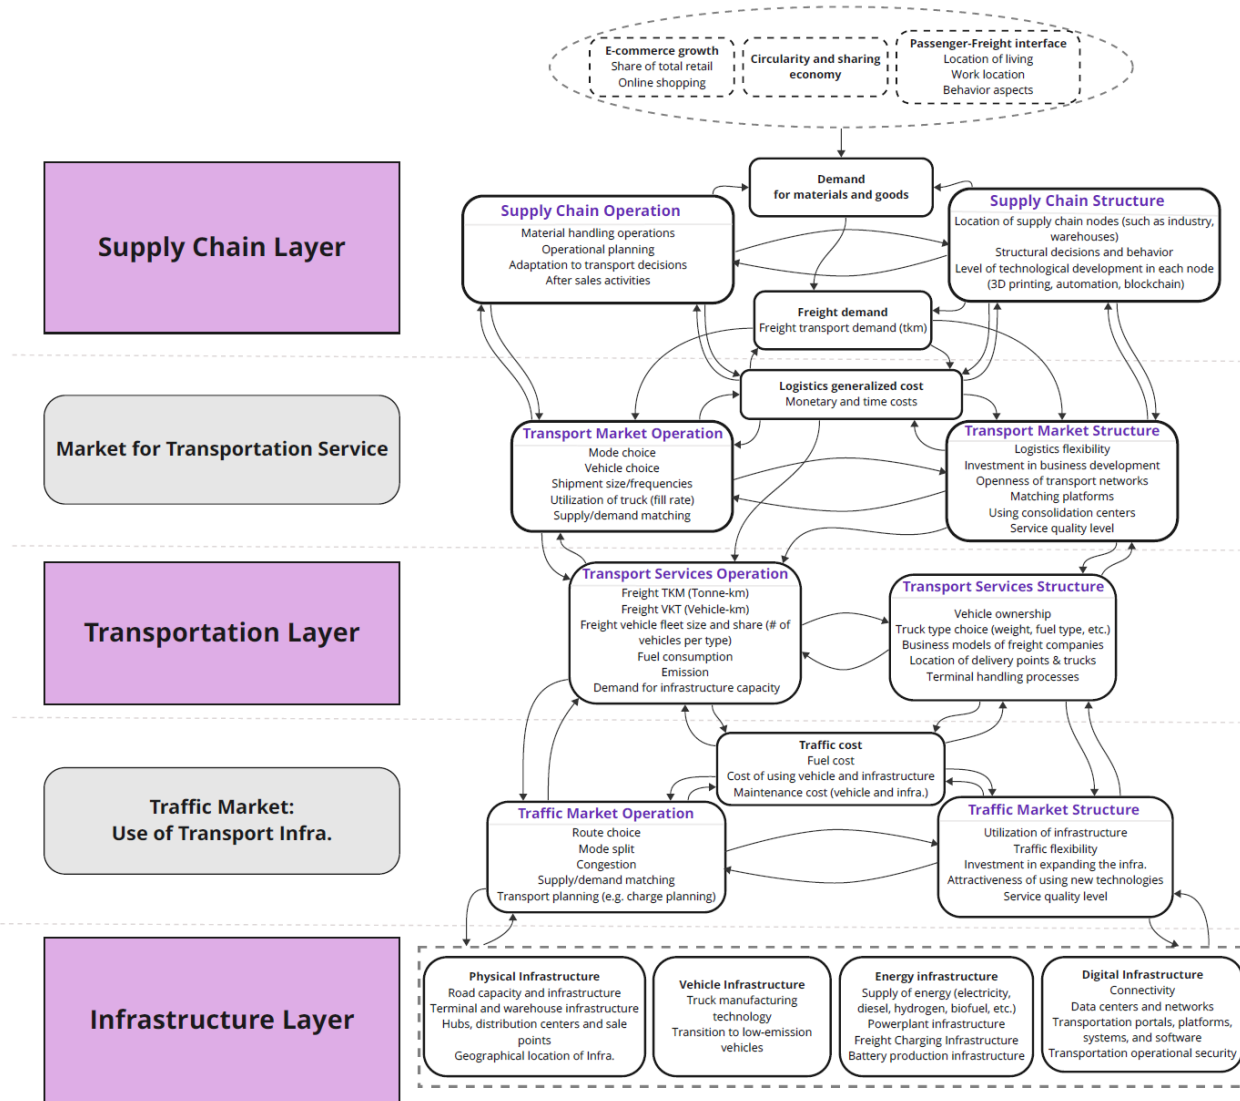 E-commerce growth
Share of total retail
Online shopping
Circularity and sharing
economy
Passenger-Freight interface
Location of living
Work location
Behavior aspects
Supply Chain Layer
Demand
for materials and goods
Supply Chain Operation
Material handling operations
Operational planning
Adaptation to transport decisions
After sales activities
Supply Chain Structure
Location of supply chain nodes (such as industry,
warehouses)
Structural decisions and behavior
Level of technological development in each node
(3D printing, automation, blockchain)
Freight demand
Freight transport demand (tkm)
Market for Transportation Service
Logistics generalized cost
Monetary and time costs
Transport Market Operation
Mode choice
Vehicle choice
Shipment size/frequencies
Utilization of truck (fill rate)
Supply/demand matching
Transport Market Structure
Logistics flexibility
Investment in business development
Openness of transport networks
Matching platforms
Using consolidation centers
Service quality level
Transportation Layer
Transport Services Operation
Freight TKM (Tonne-km)
Freight VKT (Vehicle-km)
Freight vehicle fleet size and share (# of
vehicles per type)
Fuel consumption
Emission
Demand for infrastructure capacity
Transport Services Structure
Vehicle ownership
Truck type choice (weight, fuel type, etc.)
Business models of freight companies
Location of delivery points & trucks
Terminal handling processes
Traffic Market:
Use of Transport Infra.
Traffic cost
Fuel cost
Cost of using vehicle and infrastructure
Maintenance cost (vehicle and infra.)
Traffic Market Operation
Route choice
Mode split
Congestion
Supply/demand matching
Transport planning (e.g. charge planning)
Traffic Market Structure
Utilization of infrastructure
Traffic flexibility
Investment in expanding the infra.
Attractiveness of using new technologies
Service quality level
Infrastructure Layer
Physical Infrastructure
Road capacity and infrastructure
Terminal and warehouse infrastructure
Hubs, distribution centers and sale
points
Geographical location of Infra.
Vehicle Infrastructure
Truck manufacturing
technology
Transition to low-emission
vehicles
Energy infrastructure
Supply of energy (electricity,
diesel, hydrogen, biofuel, etc.)
Powerplant infrastructure
Freight Charging Infrastructure
Battery production infrastructure
Digital Infrastructure
Connectivity
Data centers and networks
Transportation portals, platforms,
systems, and software
Transportation operational security